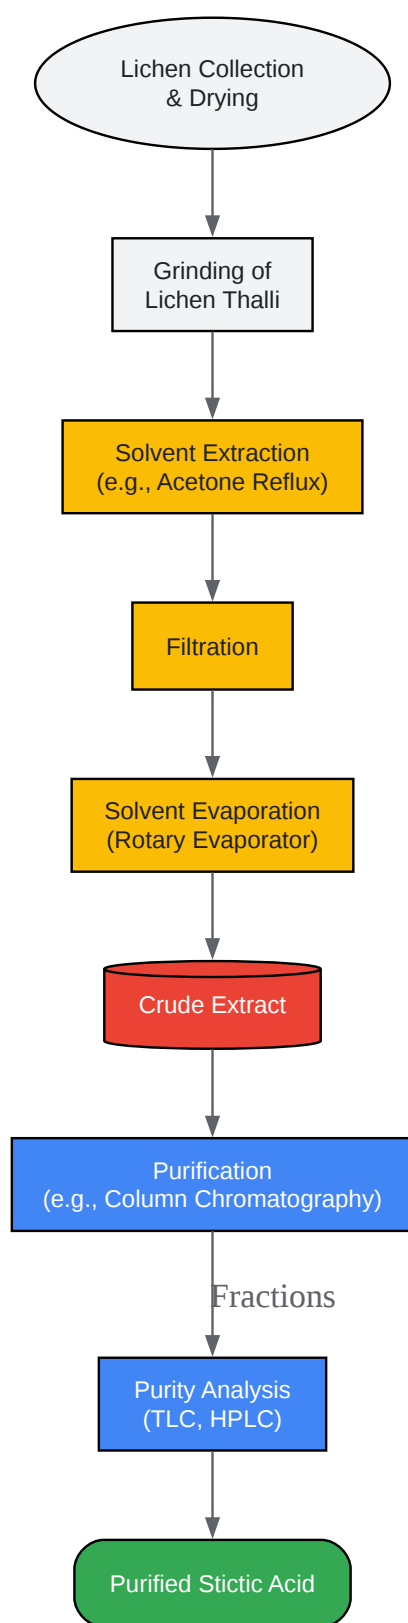 Lichen Collection
& Drying
Grinding of
Lichen Thalli
Solvent Extraction
(e.g., Acetone Reflux)
Filtration
Solvent Evaporation
(Rotary Evaporator)
Crude Extract
Purification
(e.g., Column Chromatography)
Fractions
Purity Analysis
(TLC, HPLC)
Purified Stictic Acid